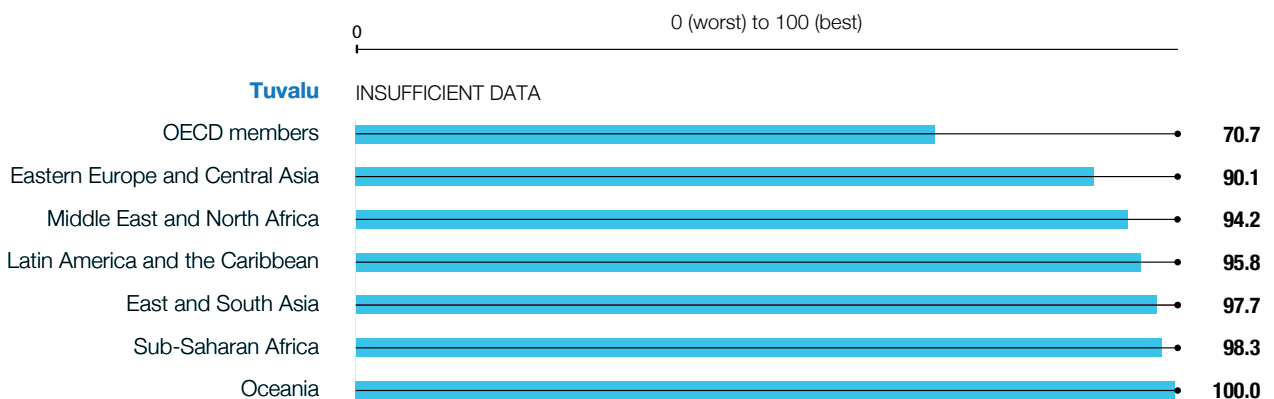 0 (worst) to 100 (best)
0
Tuvalu INSUFFICIENT DATA
OECD members 70.7
Eastern Europe and Central Asia 90.1
Middle East and North Africa 94.2
Latin America and the Caribbean 95.8
East and South Asia 97.7
Sub-Saharan Africa 98.3
Oceania 100.0